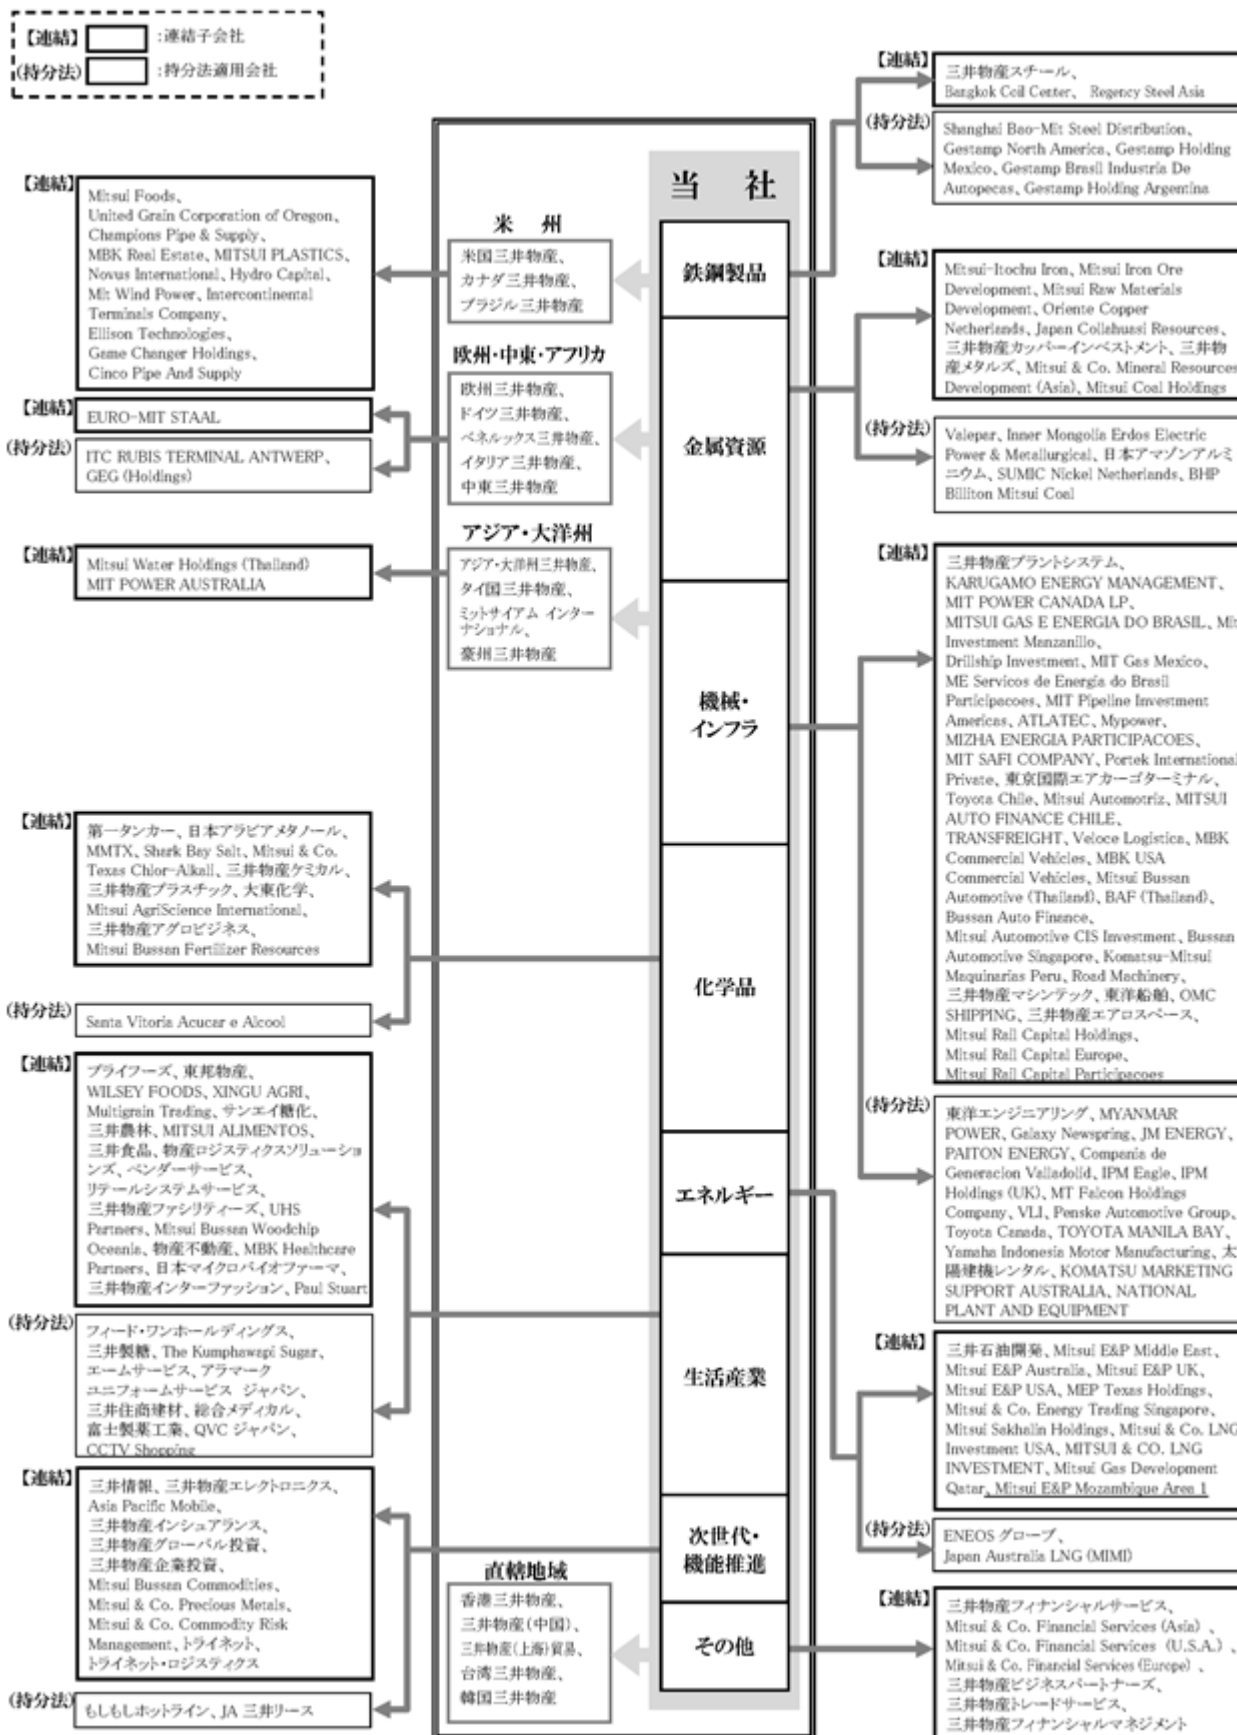 【連結】 :連結子会社
(持分法) :持分法適用会社
当 社
鉄鋼製品
金属資源
機械・
インフラ
化学品
エネルギー
生活産業
次世代・
機能推進
その他
米 州
米国三井物産、
カナダ三井物産、
ブラジル三井物産
欧州・中東・アフリカ
欧州三井物産、
ドイツ三井物産、
ベネルックス三井物産、
イタリア三井物産、
中東三井物産
アジア・大洋州
アジア・大洋州三井物産、
タイ国三井物産、
ミットサイアム インター
ナショナル、
豪州三井物産
直轄地域
香港三井物産、
三井物産(中国)、
三井物産(上海)貿易、
台湾三井物産、
韓国三井物産
【連結】
Mitsui Foods、
United Grain Corporation of Oregon、
Champions Pipe & Supply、
MBK Real Estate、MITSUI PLASTICS、
Novus International、Hydro Capital、
Mit Wind Power、Intercontinental
Terminals Company、
Ellison Technologies、
Game Changer Holdings、
Cinco Pipe And Supply
【連結】
EURO-MIT STAAL
(持分法)
ITC RUBIS TERMINAL ANTWERP、
GEG (Holdings)
【連結】
Mitsui Water Holdings (Thailand)
MIT POWER AUSTRALIA
【連結】
第一タンカー、日本アラビアメタノール、
MMTX、Shark Bay Salt、Mitsui & Co.
Texas Chlor-Alkali、三井物産ケミカル、
三井物産プラスチック、大東化学、
Mitsui AgriScience International、
三井物産アグロビジネス、
Mitsui Bussan Fertilizer Resources
(持分法)
Santa Vitoria Acucar e Alcool
【連結】
プライフーズ、東邦物産、
WILSEY FOODS、XINGU AGRI、
Multigrain Trading、サンエイ糖化、
三井農林、MITSUI ALIMENTOS、
三井食品、物産ロジスティクスソリューショ
ンズ、ベンダーサービス、
リテールシステムサービス、
三井物産ファシリティーズ、UHS
Partners、Mitsui Bussan Woodchip
Oceania、物産不動産、MBK Healthcare
Partners、日本マイクロバイオファーマ、
三井物産インターファッション、Paul Stuart
(持分法)
フィード・ワンホールディングス、
三井製糖、The Kumphawapi Sugar、
エームサービス、アラマーク
ユニフォームサービス ジャパン、
三井住商建材、総合メディカル、
富士製薬工業、QVC ジャパン、
CCTV Shopping
【連結】
三井情報、三井物産エレクトロニクス、
Asia Pacific Mobile、
三井物産インシュアランス、
三井物産グローバル投資、
三井物産企業投資、
Mitsui Bussan Commodities、
Mitsui & Co. Precious Metals、
Mitsui & Co. Commodity Risk
Management、トライネット、
トライネット・ロジスティクス
(持分法)
もしもしホットライン、JA 三井リース
【連結】
三井物産スチール、
Bangkok Coil Center、 Regency Steel Asia
(持分法)
Shanghai Bao-Mit Steel Distribution、
Gestamp North America、Gestamp Holding
Mexico、Gestamp Brasil Industria De
Autopecas、Gestamp Holding Argentina
【連結】
Mitsui-Itochu Iron、Mitsui Iron Ore
Development、Mitsui Raw Materials
Development、Oriente Copper
Netherlands、Japan Collahuasi Resources、
三井物産カッパーインベストメント、三井物
産メタルズ、Mitsui & Co. Mineral Resources
Development (Asia)、Mitsui Coal Holdings
(持分法)
Valepar、Inner Mongolia Erdos Electric
Power & Metallurgical、日本アマゾンアルミ
ニウム、SUMIC Nickel Netherlands、BHP
Billiton Mitsui Coal
【連結】
三井物産プラントシステム、
KARUGAMO ENERGY MANAGEMENT、
MIT POWER CANADA LP、
MITSUI GAS E ENERGIA DO BRASIL、Mit
Investment Manzanillo、
Drillship Investment、MIT Gas Mexico、
ME Servicos de Energia do Brasil
Participacoes、MIT Pipeline Investment
Americas、ATLATEC、Mypower、
MIZHA ENERGIA PARTICIPACOES、
MIT SAFI COMPANY、Portek International
Private、東京国際エアカーゴターミナル、
Toyota Chile、Mitsui Automotriz、MITSUI
AUTO FINANCE CHILE、
TRANSFREIGHT、Veloce Logistica、MBK
Commercial Vehicles、MBK USA
Commercial Vehicles、Mitsui Bussan
Automotive (Thailand)、BAF (Thailand)、
Bussan Auto Finance、
Mitsui Automotive CIS Investment、Bussan
Automotive Singapore、Komatsu-Mitsui
Maquinarias Peru、Road Machinery、
三井物産マシンテック、東洋船舶、OMC
SHIPPING、三井物産エアロスペース、
Mitsui Rail Capital Holdings、
Mitsui Rail Capital Europe、
Mitsui Rail Capital Participacoes
(持分法)
東洋エンジニアリング、MYANMAR
POWER、Galaxy Newspring、JM ENERGY、
PAITON ENERGY、Compania de
Generacion Valladolid、IPM Eagle、IPM
Holdings (UK)、MT Falcon Holdings
Company、VLI、Penske Automotive Group、
Toyota Canada、TOYOTA MANILA BAY、
Yamaha Indonesia Motor Manufacturing、太
陽建機レンタル、KOMATSU MARKETING
SUPPORT AUSTRALIA、NATIONAL
PLANT AND EQUIPMENT
【連結】
三井石油開発、Mitsui E&P Middle East、
Mitsui E&P Australia、Mitsui E&P UK、
Mitsui E&P USA、MEP Texas Holdings、
Mitsui & Co. Energy Trading Singapore、
Mitsui Sakhalin Holdings、Mitsui & Co. LNG
Investment USA、MITSUI & CO. LNG
INVESTMENT、Mitsui Gas Development
Qatar、Mitsui E&P Mozambique Area 1
(持分法)
ENEOS グローブ、
Japan Australia LNG (MIMI)
【連結】
三井物産フィナンシャルサービス、
Mitsui & Co. Financial Services (Asia) 、
Mitsui & Co. Financial Services (U.S.A.) 、
Mitsui & Co. Financial Services (Europe) 、
三井物産ビジネスパートナーズ、
三井物産トレードサービス、
三井物産フィナンシャルマネジメント